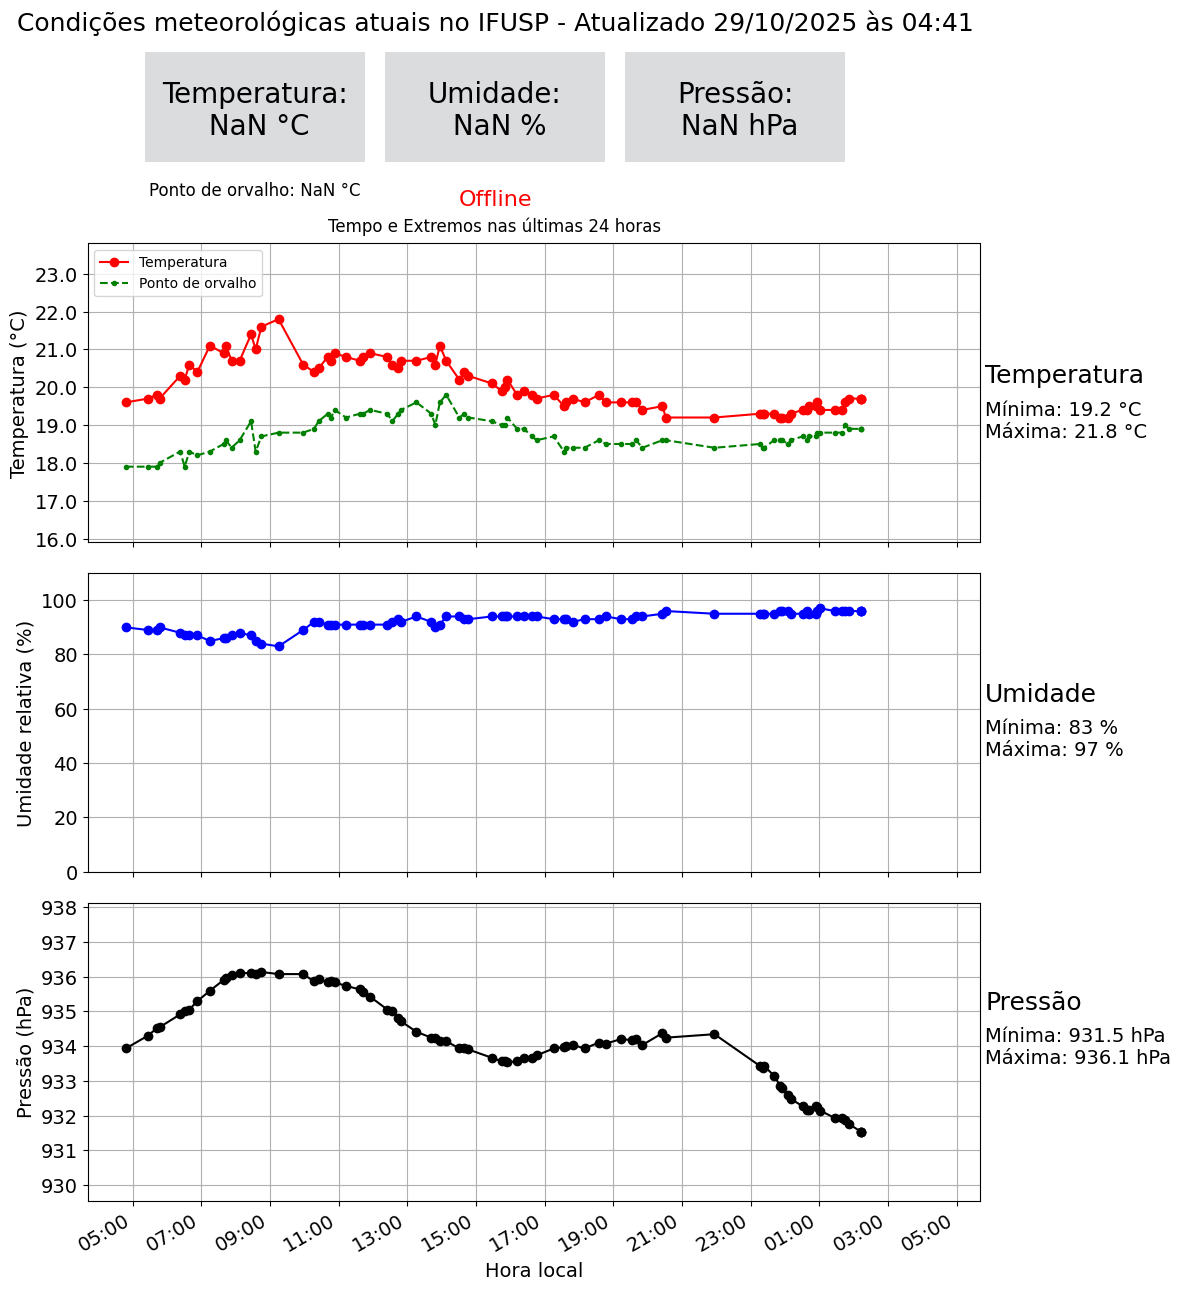 Condições meteorológicas atuais no IFUSP - Atualizado 29/10/2025 às 04:41
Temperatura:
NaN °C
Umidade:
NaN %
Pressão:
NaN hPa
Ponto de orvalho: NaN °C
Offline
Tempo e Extremos nas últimas 24 horas
Temperatura
Ponto de orvalho
Temperatura (°C)
23.0
22.0
21.0
20.0
19.0
18.0
17.0
16.0
Temperatura
Mínima: 19.2 °C
Máxima: 21.8 °C
Umidade relativa (%)
100
80
60
40
20
0
Umidade
Mínima: 83 %
Máxima: 97 %
Pressão (hPa)
938
937
936
935
934
933
932
931
930
Pressão
Mínima: 931.5 hPa
Máxima: 936.1 hPa
05:00 07:00 09:00 11:00 13:00 15:00 17:00 19:00 21:00 23:00 01:00 03:00 05:00
Hora local